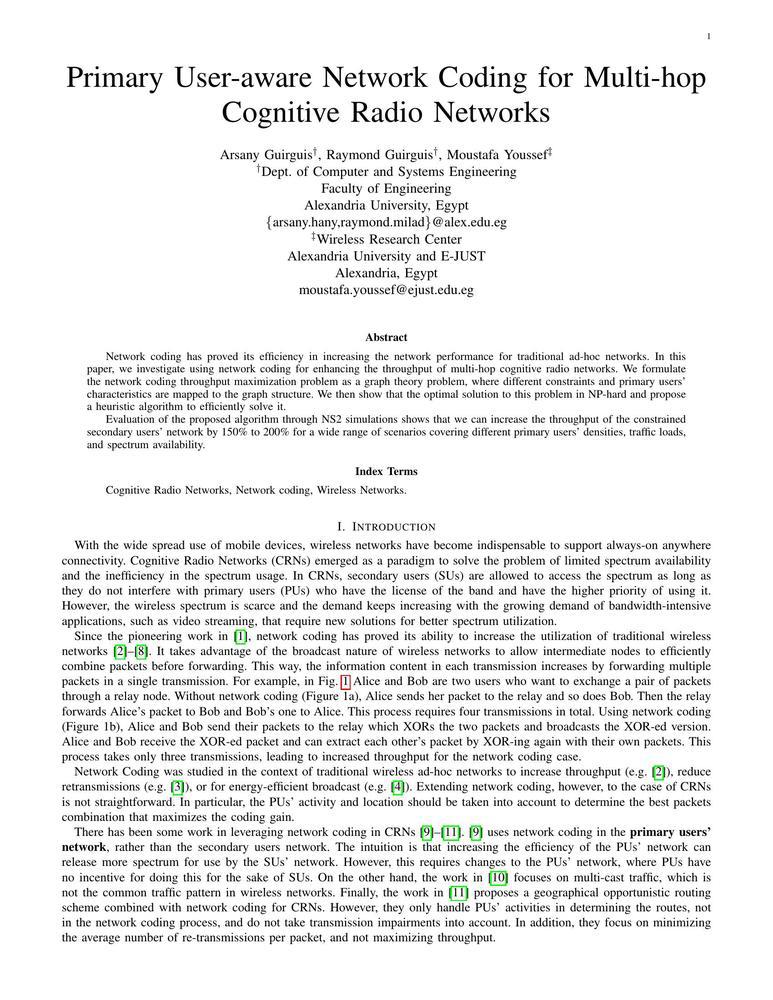 1
Primary User-aware Network Coding for Multi-hop
Cognitive Radio Networks
Arsany Guirguis†, Raymond Guirguis†, Moustafa Youssef‡
†Dept. of Computer and Systems Engineering
Faculty of Engineering
Alexandria University, Egypt
{arsany.hany,raymond.milad}@alex.edu.eg
‡Wireless Research Center
Alexandria University and E-JUST
Alexandria, Egypt
moustafa.youssef@ejust.edu.eg
Abstract
Network coding has proved its efficiency in increasing the network performance for traditional ad-hoc networks. In this
paper, we investigate using network coding for enhancing the throughput of multi-hop cognitive radio networks. We formulate
the network coding throughput maximization problem as a graph theory problem, where different constraints and primary users'
characteristics are mapped to the graph structure. We then show that the optimal solution to this problem in NP-hard and propose
a heuristic algorithm to efficiently solve it.
Evaluation of the proposed algorithm through NS2 simulations shows that we can increase the throughput of the constrained
secondary users' network by 150% to 200% for a wide range of scenarios covering different primary users' densities, traffic loads,
and spectrum availability.
Index Terms
Cognitive Radio Networks, Network coding, Wireless Networks.
I. INTRODUCTION
With the wide spread use of mobile devices, wireless networks have become indispensable to support always-on anywhere
connectivity. Cognitive Radio Networks (CRNs) emerged as a paradigm to solve the problem of limited spectrum availability
and the inefficiency in the spectrum usage. In CRNs, secondary users (SUs) are allowed to access the spectrum as long as
they do not interfere with primary users (PUs) who have the license of the band and have the higher priority of using it.
However, the wireless spectrum is scarce and the demand keeps increasing with the growing demand of bandwidth-intensive
applications, such as video streaming, that require new solutions for better spectrum utilization.
Since the pioneering work in [1], network coding has proved its ability to increase the utilization of traditional wireless
networks [2]–[8]. It takes advantage of the broadcast nature of wireless networks to allow intermediate nodes to efficiently
combine packets before forwarding. This way, the information content in each transmission increases by forwarding multiple
packets in a single transmission. For example, in Fig. 1 Alice and Bob are two users who want to exchange a pair of packets
through a relay node. Without network coding (Figure 1a), Alice sends her packet to the relay and so does Bob. Then the relay
forwards Alice's packet to Bob and Bob's one to Alice. This process requires four transmissions in total. Using network coding
(Figure 1b), Alice and Bob send their packets to the relay which XORs the two packets and broadcasts the XOR-ed version.
Alice and Bob receive the XOR-ed packet and can extract each other's packet by XOR-ing again with their own packets. This
process takes only three transmissions, leading to increased throughput for the network coding case.
Network Coding was studied in the context of traditional wireless ad-hoc networks to increase throughput (e.g. [2]), reduce
retransmissions (e.g. [3]), or for energy-efficient broadcast (e.g. [4]). Extending network coding, however, to the case of CRNs
is not straightforward. In particular, the PUs' activity and location should be taken into account to determine the best packets
combination that maximizes the coding gain.
There has been some work in leveraging network coding in CRNs [9]–[11]. [9] uses network coding in the primary users'
network, rather than the secondary users network. The intuition is that increasing the efficiency of the PUs' network can
release more spectrum for use by the SUs' network. However, this requires changes to the PUs' network, where PUs have
no incentive for doing this for the sake of SUs. On the other hand, the work in [10] focuses on multi-cast traffic, which is
not the common traffic pattern in wireless networks. Finally, the work in [11] proposes a geographical opportunistic routing
scheme combined with network coding for CRNs. However, they only handle PUs' activities in determining the routes, not
in the network coding process, and do not take transmission impairments into account. In addition, they focus on minimizing
the average number of re-transmissions per packet, and not maximizing throughput.